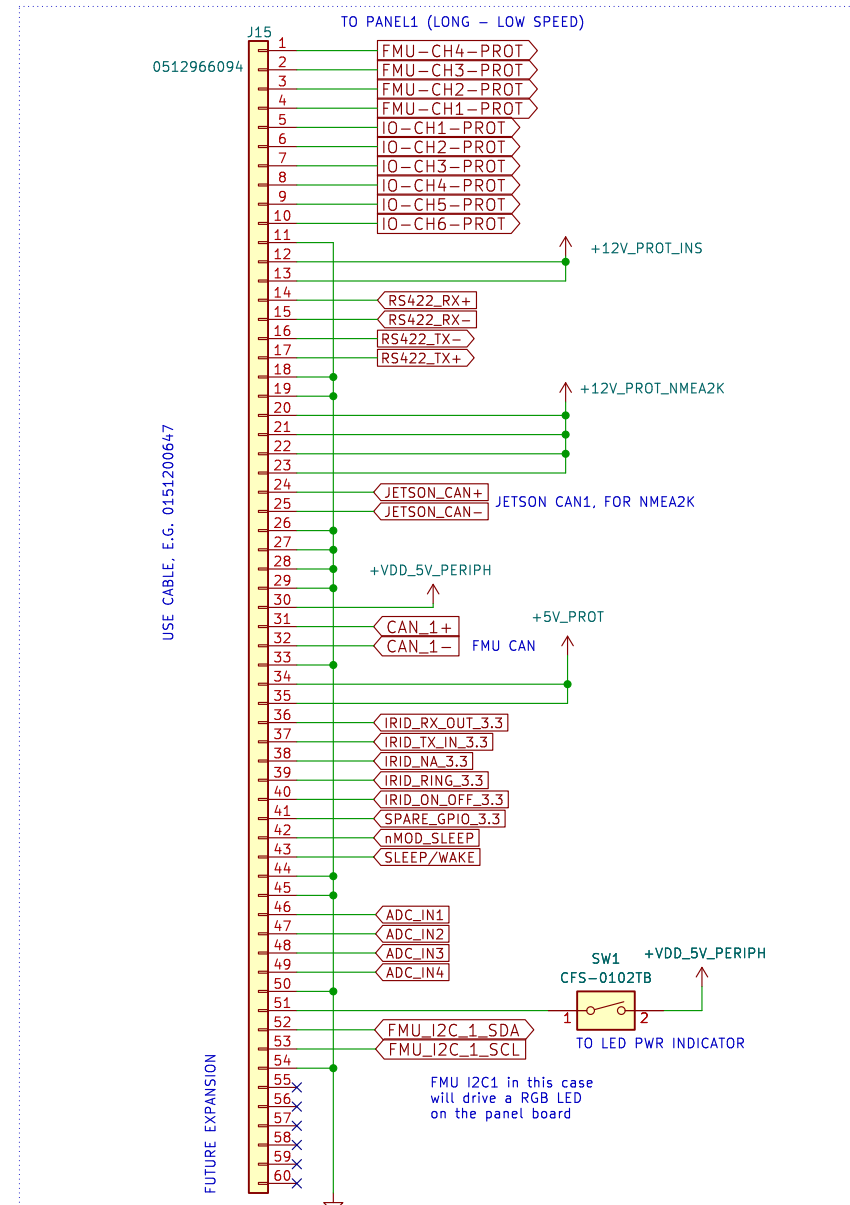 TO PANEL1 (LONG – LOW SPEED)
J15
0512966094
1 FMU-CH4-PROT
2 FMU-CH3-PROT
3 FMU-CH2-PROT
4 FMU-CH1-PROT
5 IO-CH1-PROT
6 IO-CH2-PROT
7 IO-CH3-PROT
8 IO-CH4-PROT
9 IO-CH5-PROT
10 IO-CH6-PROT
11
+12V_PROT_INS
12
13
14 RS422_RX+
15 RS422_RX-
16 RS422_TX-
17 RS422_TX+
18
19
+12V_PROT_NMEA2K
20
21
22
23
24 JETSON_CAN+
25 JETSON_CAN-
JETSON CAN1, FOR NMEA2K
USE CABLE, E.G. 0151200647
26
27
28
29
+VDD_5V_PERIPH
30
+5V_PROT
31 CAN_1+
32 CAN_1-
FMU CAN
33
34
35
36 IRID_RX_OUT_3.3
37 IRID_TX_IN_3.3
38 IRID_NA_3.3
39 IRID_RING_3.3
40 IRID_ON_OFF_3.3
41 SPARE_GPIO_3.3
42 nMOD_SLEEP
43 SLEEP/WAKE
44
45
46 ADC_IN1
47 ADC_IN2
48 ADC_IN3
49 ADC_IN4
50
SW1
+VDD_5V_PERIPH
CFS-0102TB
51
1 2
TO LED PWR INDICATOR
52 FMU_I2C_1_SDA
53 FMU_I2C_1_SCL
54
FMU I2C1 in this case
will drive a RGB LED
on the panel board
FUTURE EXPANSION
55
56
57
58
59
60